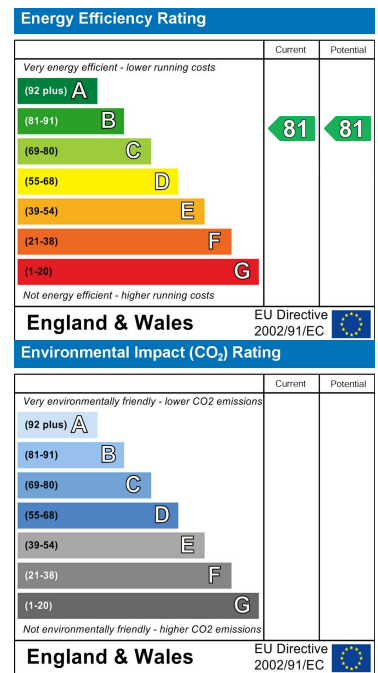 Energy Efficiency Rating
Current Potential
Very energy efficient - lower running costs
(92 plus) A
(81-91) B
81 81
(69-80) C
(55-68) D
(39-54) E
(21-38) F
(1-20) G
Not energy efficient - higher running costs
England & Wales
EU Directive
2002/91/EC
Environmental Impact (CO₂) Rating
Current Potential
Very environmentally friendly - lower CO2 emissions
(92 plus) A
(81-91) B
(69-80) C
(55-68) D
(39-54) E
(21-38) F
(1-20) G
Not environmentally friendly - higher CO2 emissions
England & Wales
EU Directive
2002/91/EC